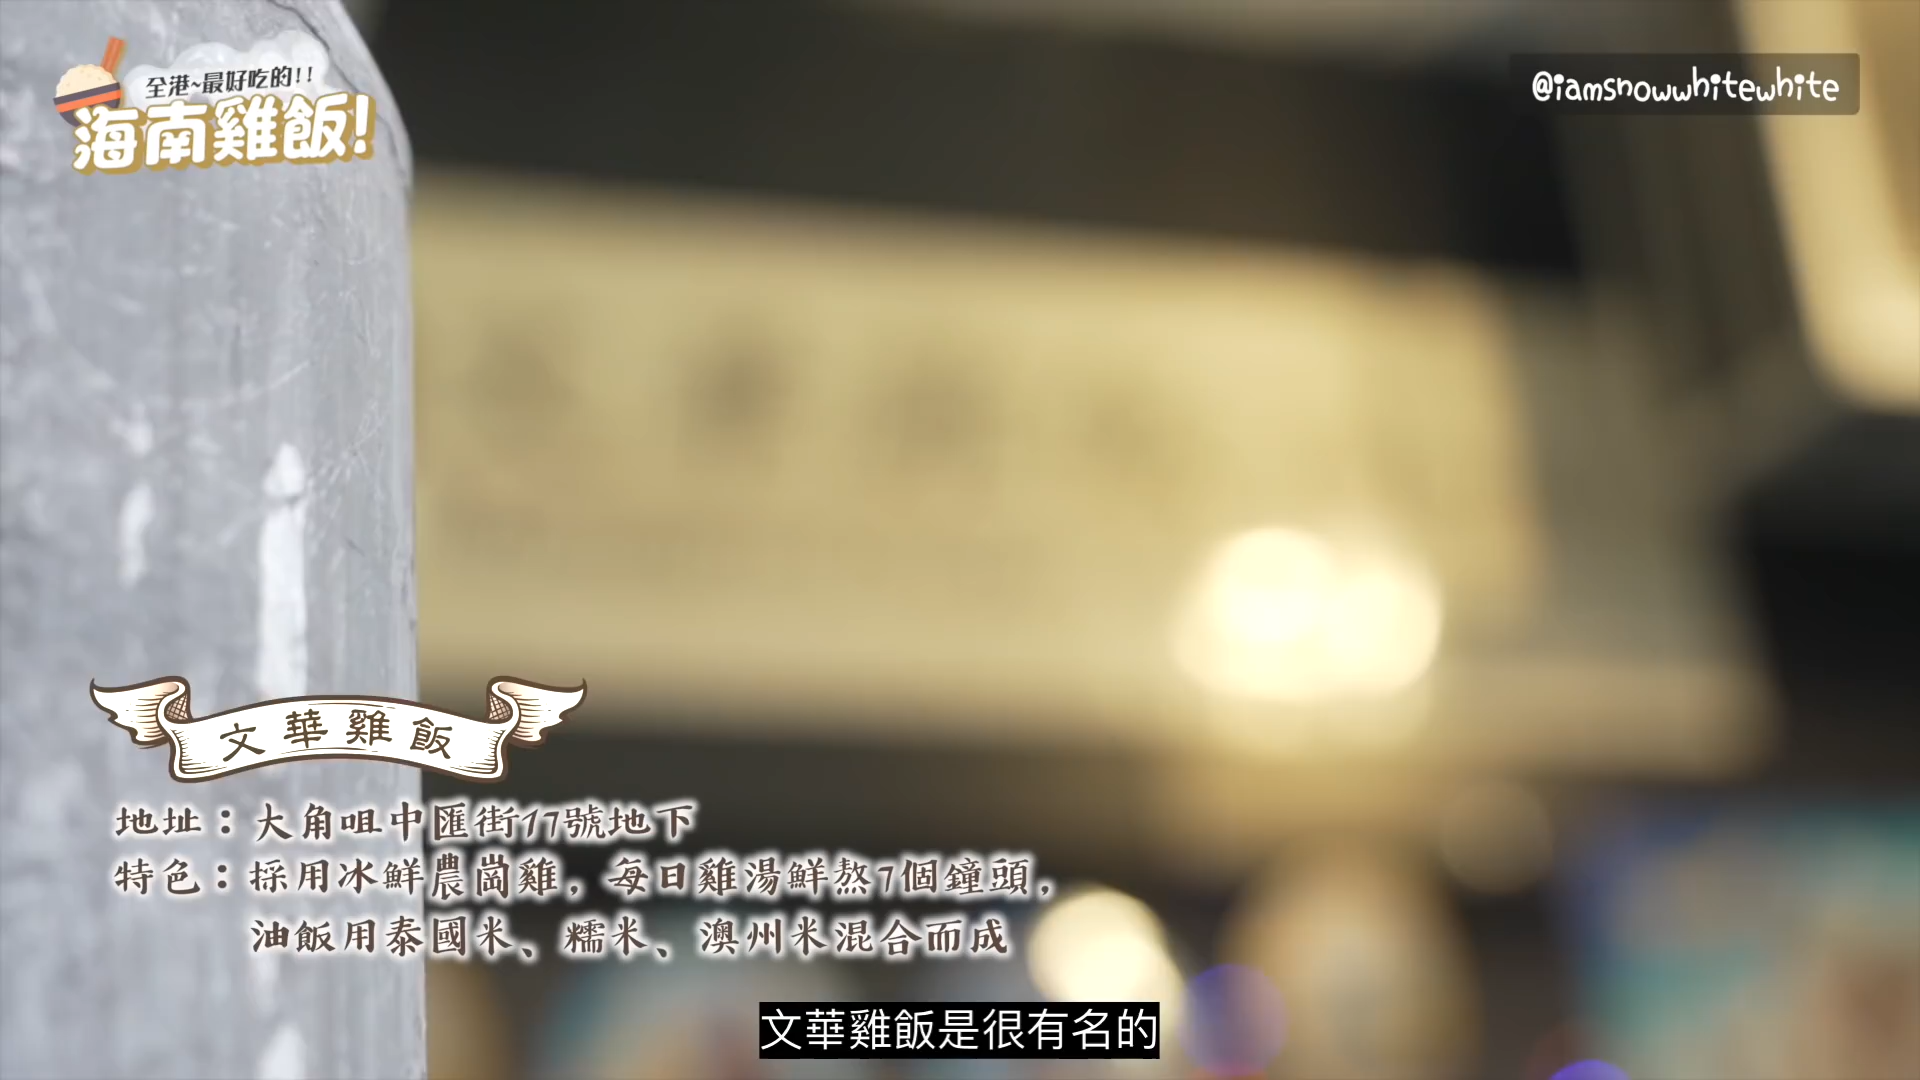 全港~最好吃的!!
海南雞飯!
@iamsnowwhitewhite
文華雞飯
地址：大角咀中匯街17號地下
特色：採用冰鮮農崗雞，每日雞湯鮮熬7個鐘頭，
油飯用泰國米、糯米、澳州米混合而成
文華雞飯是很有名的